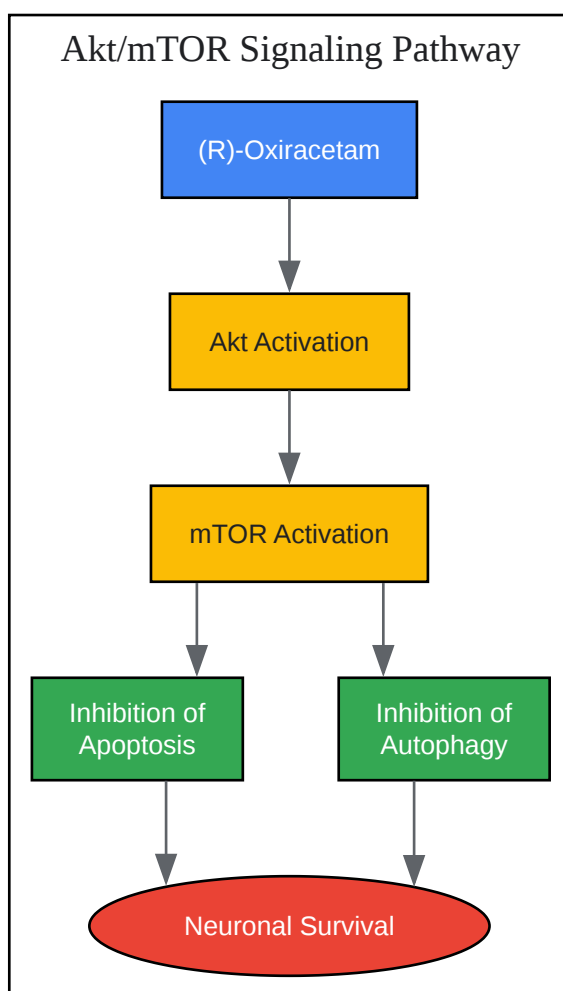 Akt/mTOR Signaling Pathway
(R)-Oxiracetam
Akt Activation
mTOR Activation
Inhibition of
Apoptosis
Inhibition of
Autophagy
Neuronal Survival